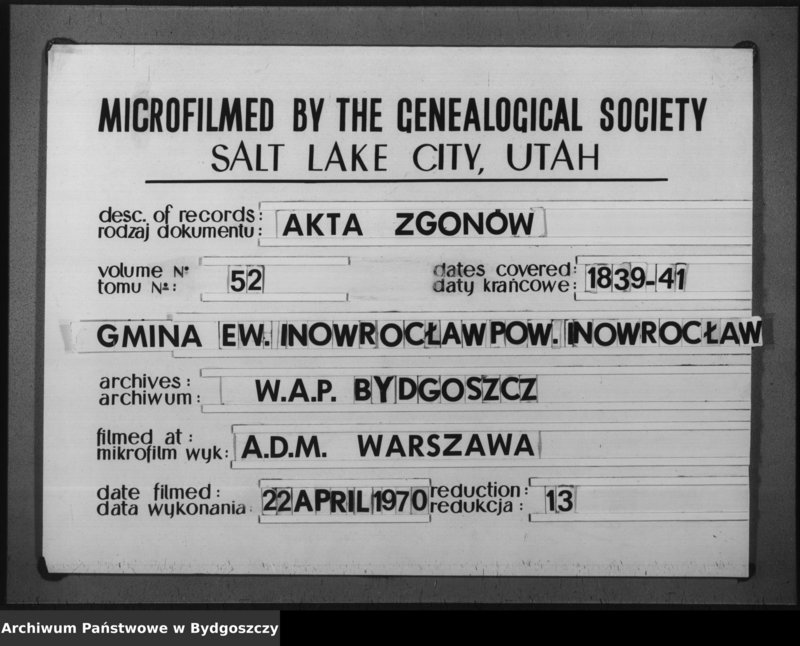 MICROFILMED BY THE GENEALOGICAL SOCIETY
SALT LAKE CITY, UTAH
desc. of records:
rodzaj dokumentu: AKTA ZGONÓW
volume Nº
tomu Nº: 52
dates covered:
daty krańcowe: 1839-41
GMINA EW. INOWROCŁAW POW. INOWROCŁAW
archives:
archiwum: W.A.P. BYDGOSZCZ
filmed at:
mikrofilm wyk: A.D.M. WARSZAWA
date filmed:
data wykonania: 22 APRIL 1970
reduction:
redukcja: 13
Archiwum Państwowe w Bydgoszczy